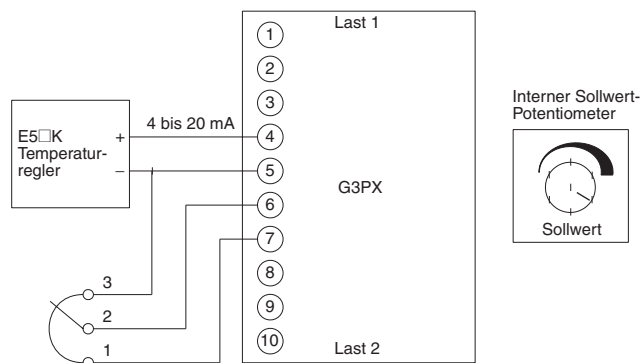 Last 1
1
2
3
4
5
6
7
8
9
10
Last 2
G3PX
E5□K
Temperatur-
regler
+
–
4 bis 20 mA
3
2
1
Interner Sollwert-
Potentiometer
Sollwert